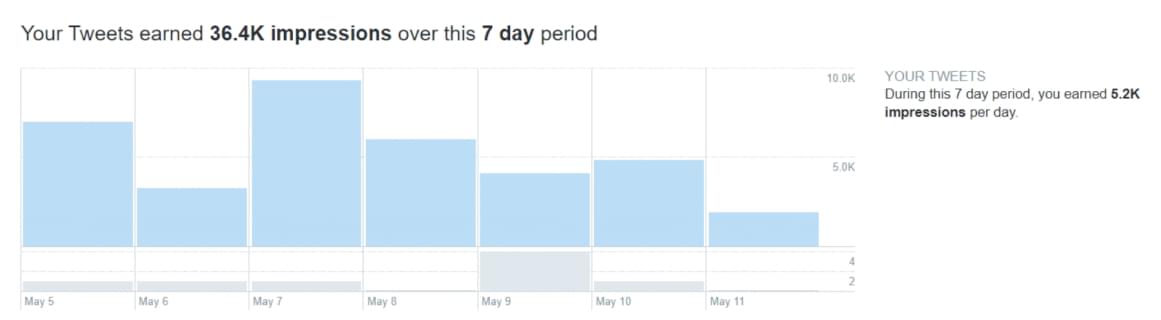 Your Tweets earned 36.4K impressions over this 7 day period
10.0K
YOUR TWEETS
During this 7 day period, you earned 5.2K
impressions per day.
5.0K
4
2
May 5 May 6 May 7 May 8 May 9 May 10 May 11